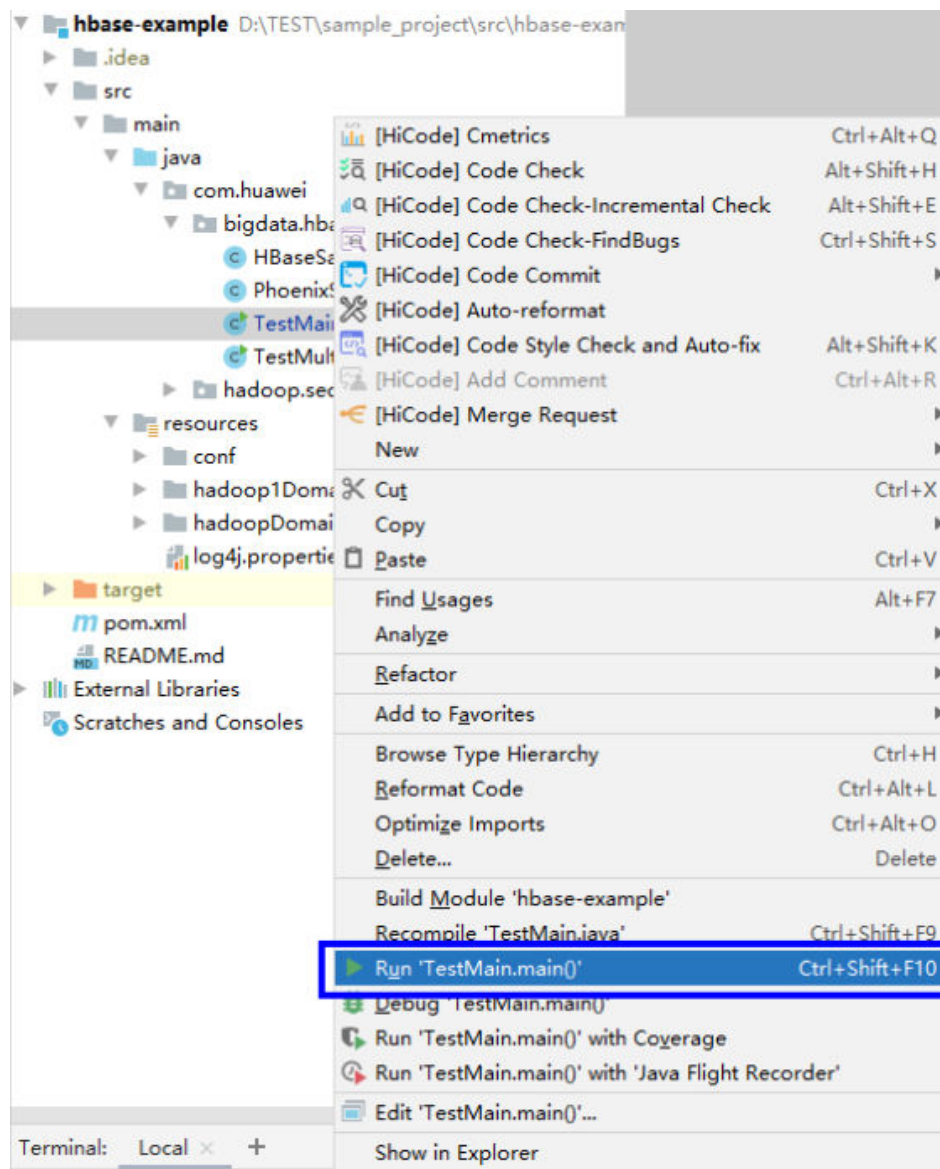 hbase-example D:\TEST\sample_project\src\hbase-exam
.idea
src
main
java
com.huawei
bigdata.hba
HBaseSa
PhoenixS
TestMai
TestMult
hadoop.sec
resources
conf
hadoop1Doma
hadoopDomai
log4j.propertie
target
pom.xml
README.md
External Libraries
Scratches and Consoles
[HiCode] Cmetrics Ctrl+Alt+Q
[HiCode] Code Check Alt+Shift+H
[HiCode] Code Check-Incremental Check Alt+Shift+E
[HiCode] Code Check-FindBugs Ctrl+Shift+S
[HiCode] Code Commit
[HiCode] Auto-reformat
[HiCode] Code Style Check and Auto-fix Alt+Shift+K
[HiCode] Add Comment Ctrl+Alt+R
[HiCode] Merge Request
New
Cut Ctrl+X
Copy
Paste Ctrl+V
Find Usages Alt+F7
Analyze
Refactor
Add to Favorites
Browse Type Hierarchy Ctrl+H
Reformat Code Ctrl+Alt+L
Optimize Imports Ctrl+Alt+O
Delete... Delete
Build Module 'hbase-example'
Recompile 'TestMain.java' Ctrl+Shift+F9
Run 'TestMain.main()' Ctrl+Shift+F10
Debug 'TestMain.main()'
Run 'TestMain.main()' with Coverage
Run 'TestMain.main()' with 'Java Flight Recorder'
Edit 'TestMain.main()'...
Show in Explorer
Terminal: Local × +